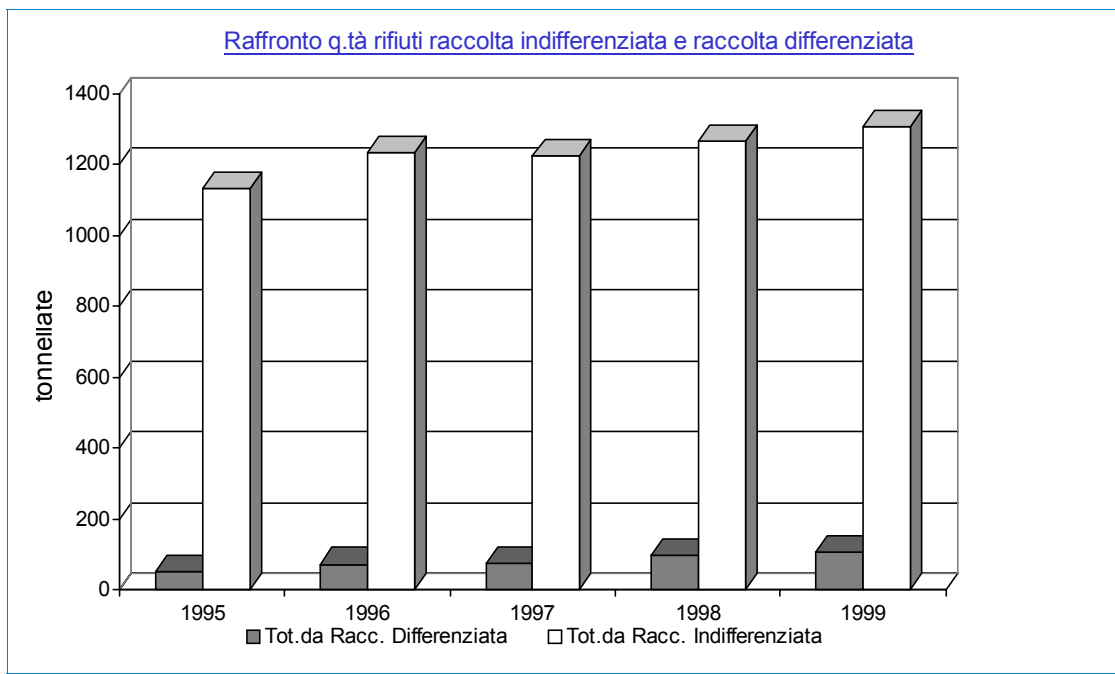 Raffronto q.tà rifiuti raccolta indifferenziata e raccolta differenziata
1400
1200
1000
800
600
400
200
0
tonnellate
1995 1996 1997 1998 1999
Tot.da Racc. Differenziata Tot.da Racc. Indifferenziata